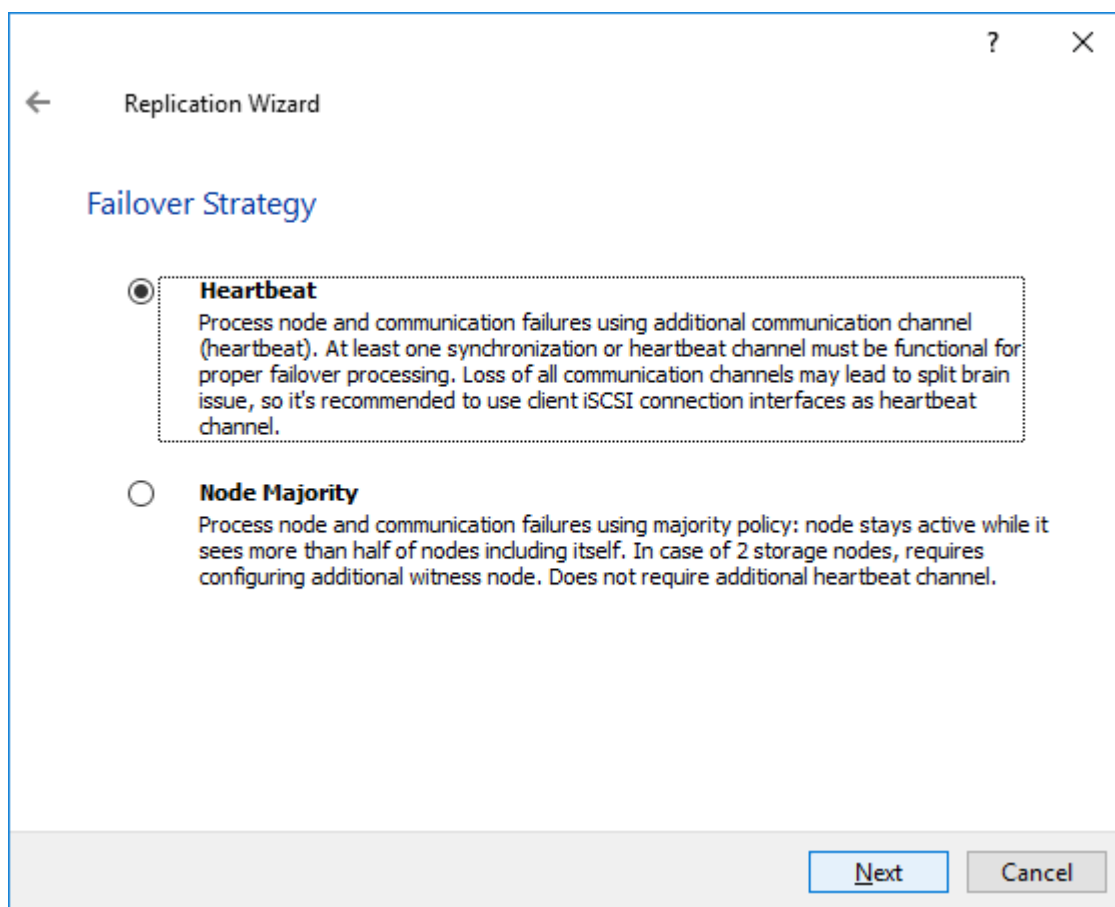 ?
Replication Wizard
Failover Strategy
Heartbeat
Process node and communication failures using additional communication channel
(heartbeat). At least one synchronization or heartbeat channel must be functional for
proper failover processing. Loss of all communication channels may lead to split brain
issue, so it's recommended to use client iSCSI connection interfaces as heartbeat
channel.
Node Majority
Process node and communication failures using majority policy: node stays active while it
sees more than half of nodes including itself. In case of 2 storage nodes, requires
configuring additional witness node. Does not require additional heartbeat channel.
Next Cancel